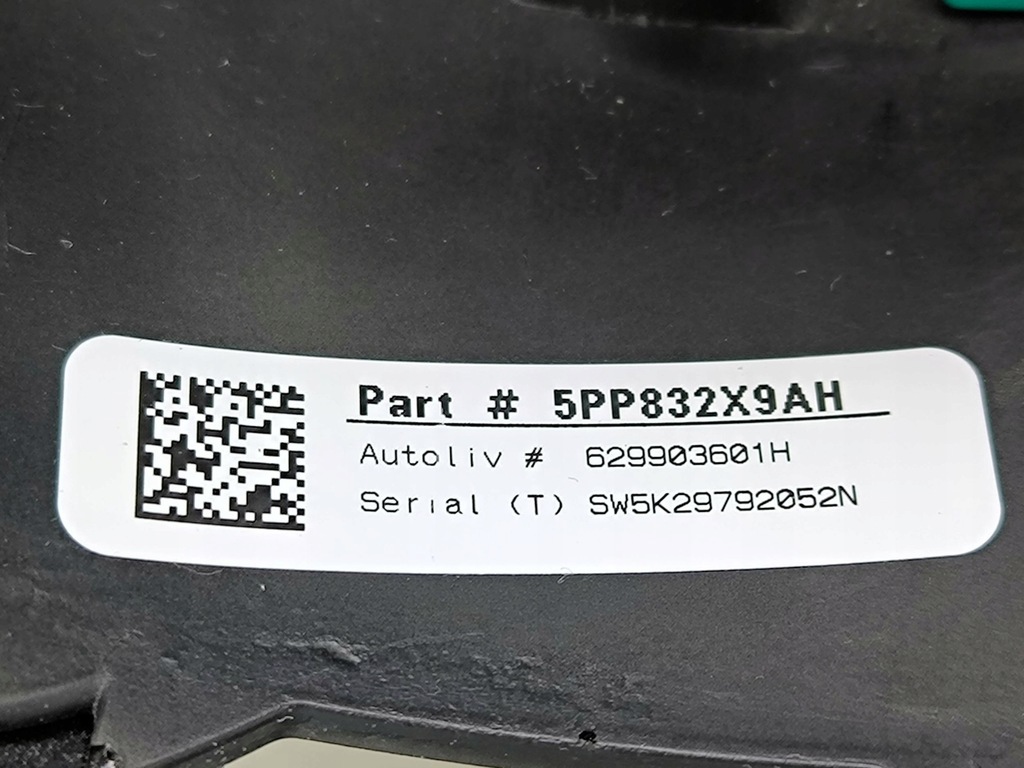 Part # 5PP832X9AH
Autoliv # 629903601H
Serial (T) SW5K29792052N